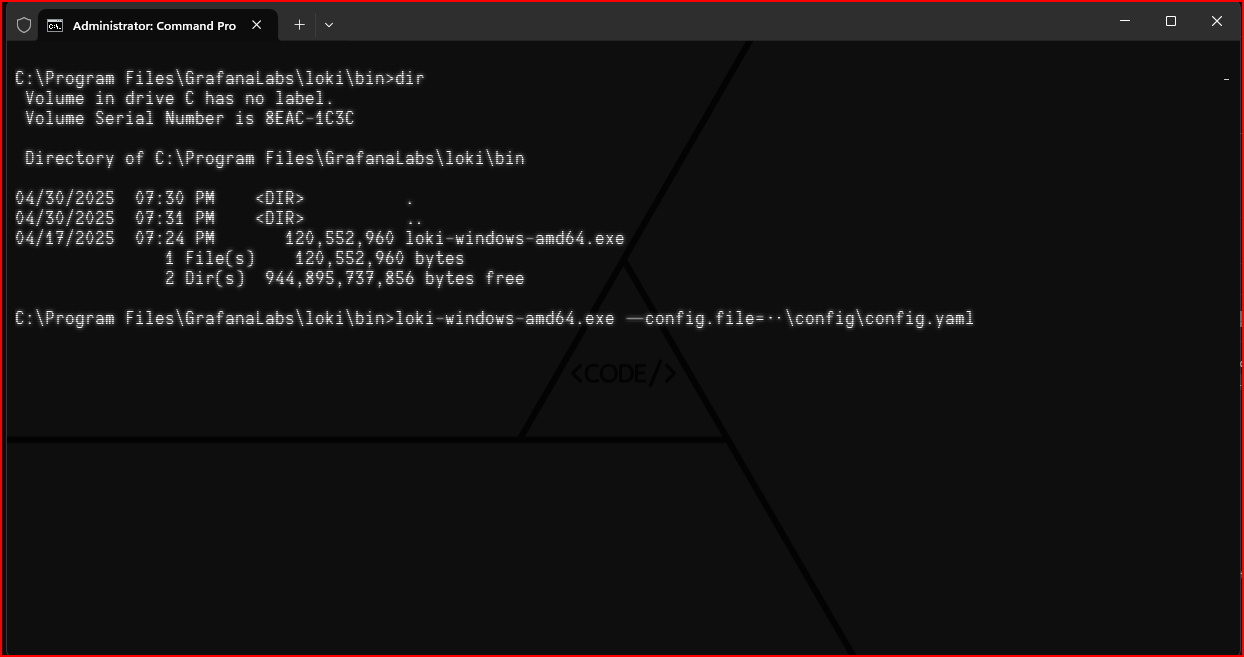 Administrator: Command Pro
C:\Program Files\GrafanaLabs\loki\bin>dir
Volume in drive C has no label.
Volume Serial Number is 8EAC-1C3C
Directory of C:\Program Files\GrafanaLabs\loki\bin
04/30/2025  07:30 PM    <DIR>          .
04/30/2025  07:31 PM    <DIR>          ..
04/17/2025  07:24 PM       120,552,960 loki-windows-amd64.exe
1 File(s)    120,552,960 bytes
2 Dir(s)  944,895,737,856 bytes free
C:\Program Files\GrafanaLabs\loki\bin>loki-windows-amd64.exe --config.file=..\config\config.yaml
<CODE/>